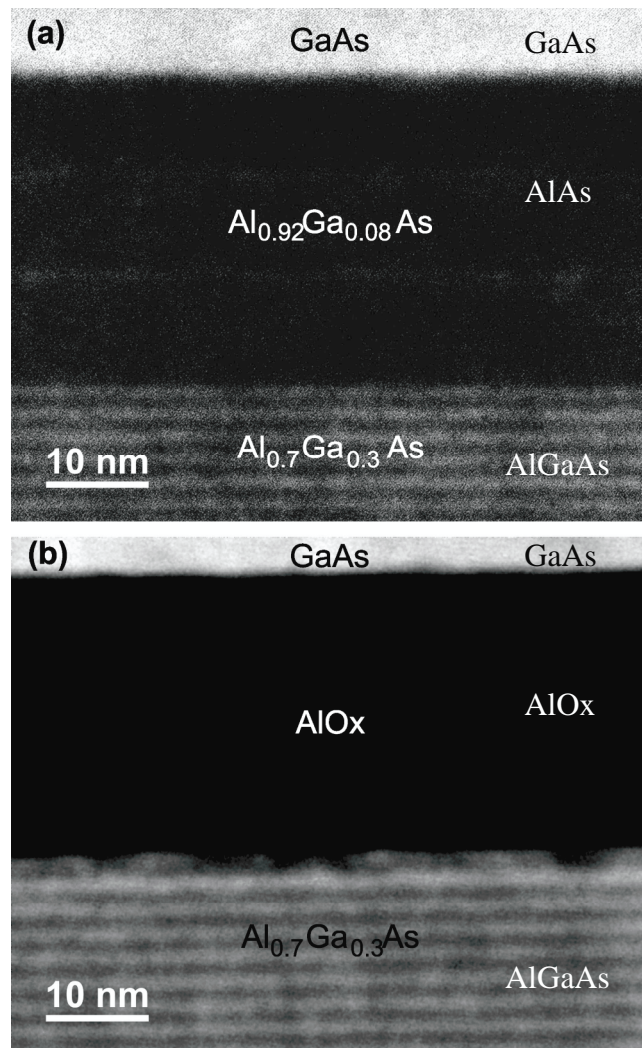 (a) GaAs GaAs
AlAs
Al₀.₉₂Ga₀.₀₈As
Al₀.₇Ga₀.₃As
AlGaAs
10 nm
(b) GaAs GaAs
AlOx
AlOx
Al₀.₇Ga₀.₃As
AlGaAs
10 nm